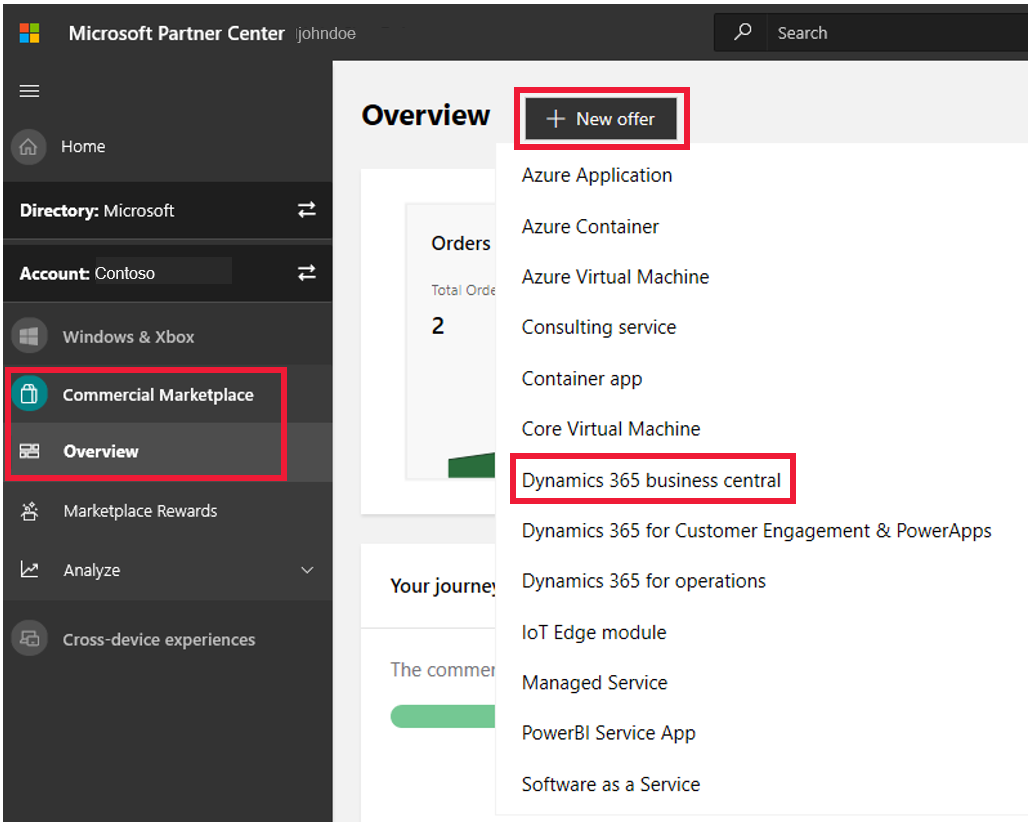 Microsoft Partner Center johndoe
Search
Home
Directory: Microsoft
Account: Contoso
Windows & Xbox
Commercial Marketplace
Overview
Marketplace Rewards
Analyze
Cross-device experiences
Overview
New offer
Orders
Total Orde
2
Your journey
The commer
Azure Application
Azure Container
Azure Virtual Machine
Consulting service
Container app
Core Virtual Machine
Dynamics 365 business central
Dynamics 365 for Customer Engagement & PowerApps
Dynamics 365 for operations
IoT Edge module
Managed Service
PowerBI Service App
Software as a Service